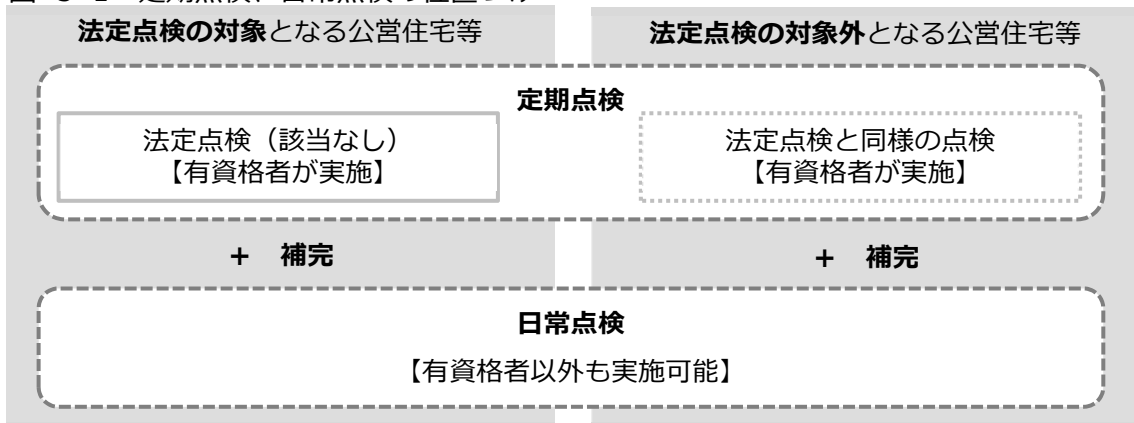 法定点検の対象となる公営住宅等
法定点検の対象外となる公営住宅等
定期点検
法定点検（該当なし）
【有資格者が実施】
法定点検と同様の点検
【有資格者が実施】
＋　補完
＋　補完
日常点検
【有資格者以外も実施可能】